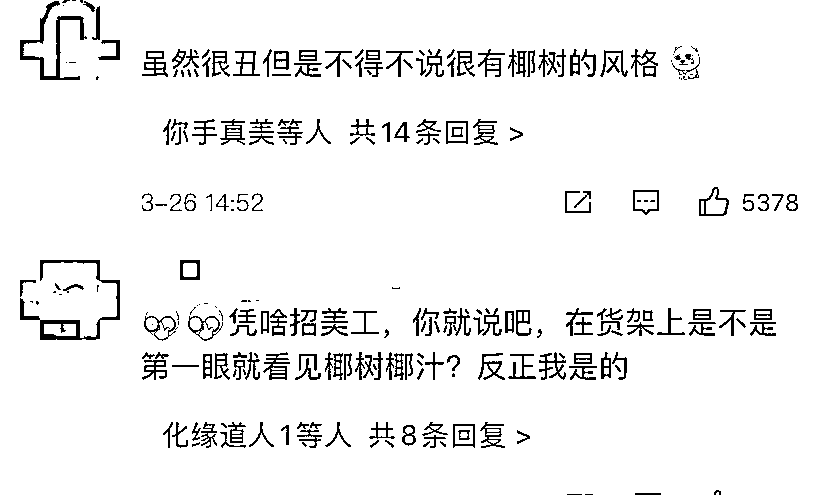 虽然很丑但是不得不说很有椰树的风格
你手真美等人 共14条回复 >
3-26 14:52 5378
凭啥招美工，你就说吧，在货架上是不是
第一眼就看见椰树椰汁？反正我是的
化缘道人1等人 共8条回复 >